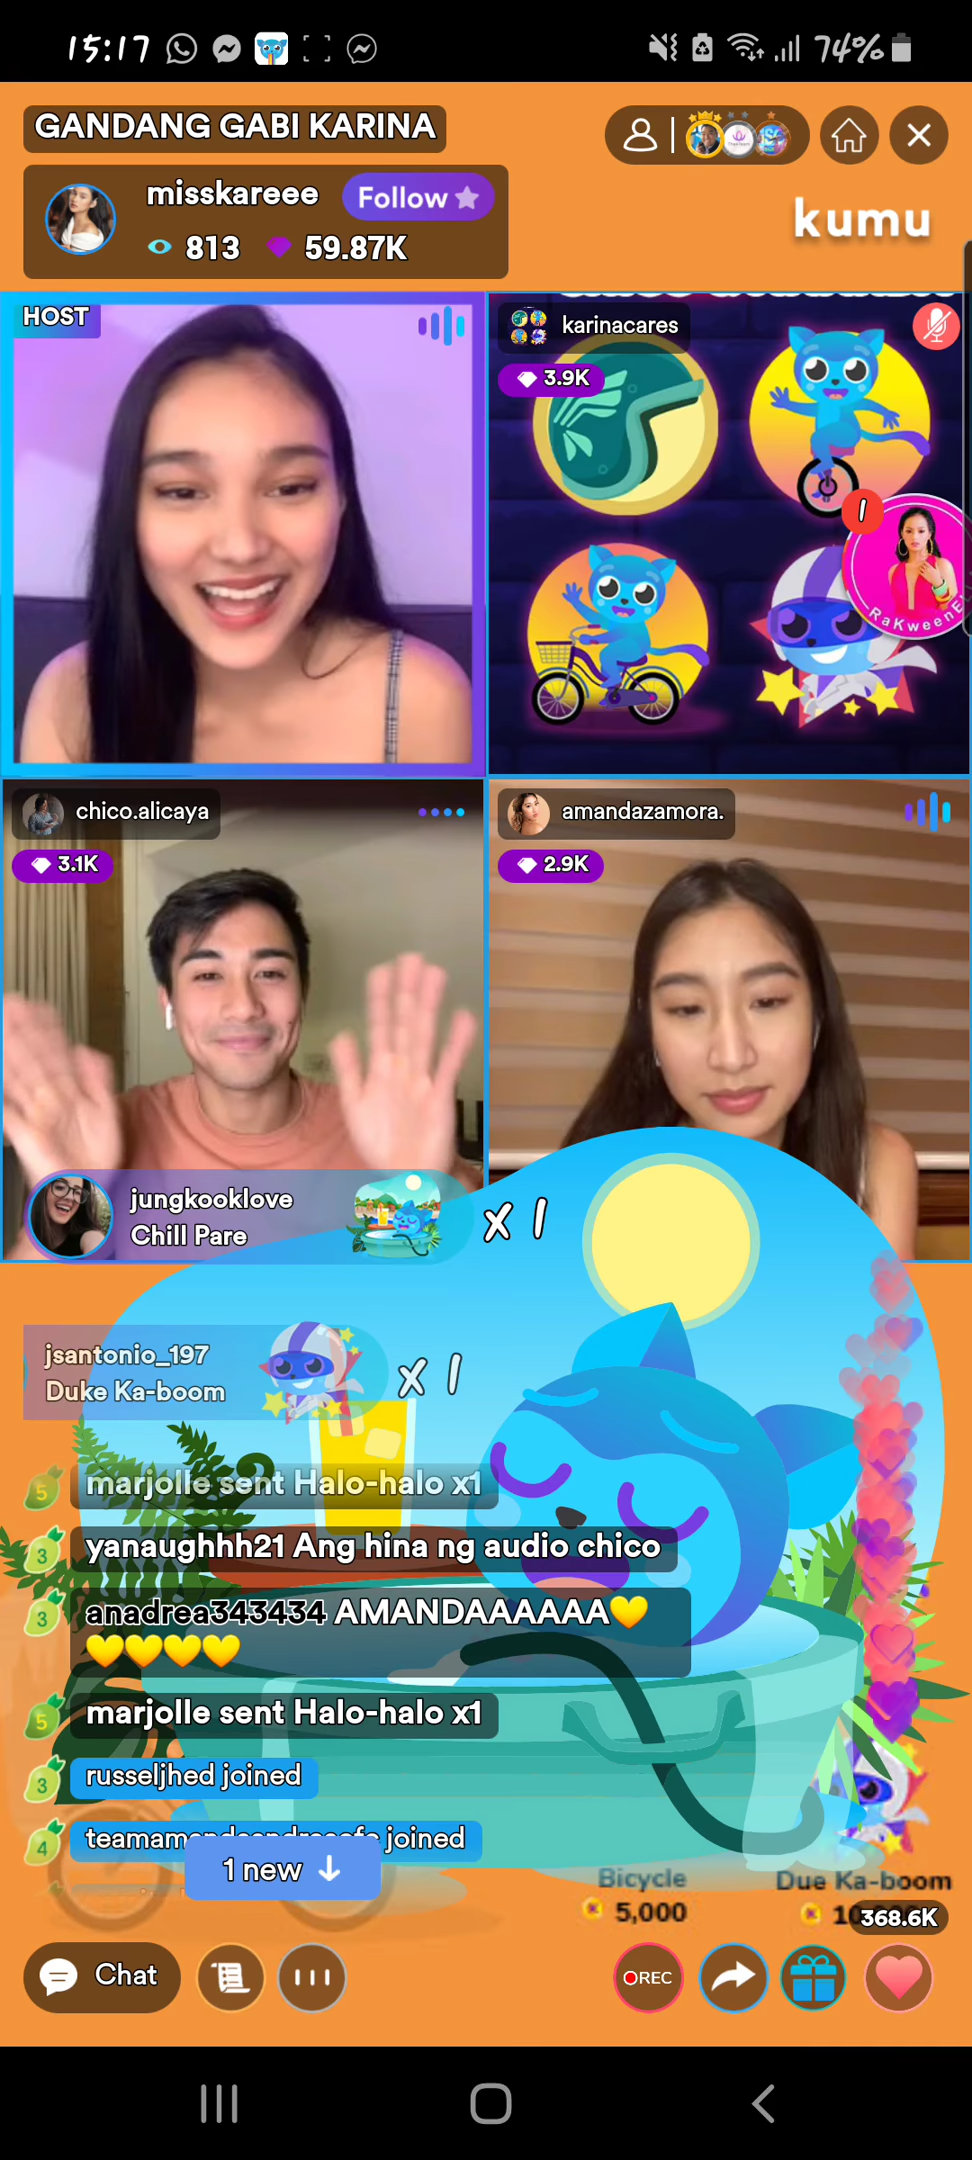 15:17
74%
GANDANG GABI KARINA
misskareee
Follow
813
59.87K
kumu
HOST
karinacares
3.9K
1
RaKweenE
chico.alicaya
3.1K
amandazamora.
2.9K
jungkooklove
Chill Pare
x 1
jsantonio_197
Duke Ka-boom
x 1
5 marjolle sent Halo-halo x1
3 yanaughhh21 Ang hina ng audio chico
3 anadrea343434 AMANDAAAAAA💛
💛💛💛💛
5 marjolle sent Halo-halo x1
3 russeljhed joined
4 joined
1 new ↓
Bicycle
5,000
Due Ka-boom
368.6K
Chat
REC